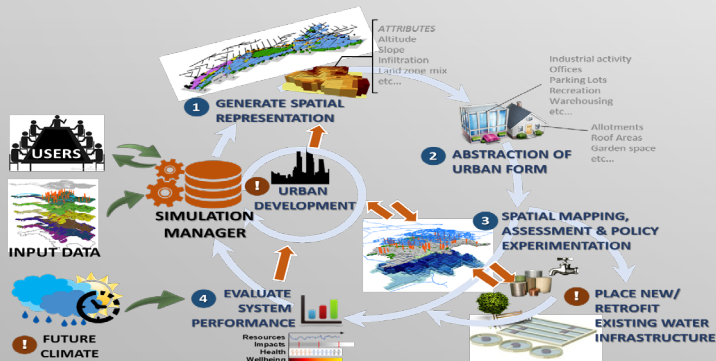 ATTRIBUTES
Altitude
Slope
Infiltration
Land zone mix
etc...
1 GENERATE SPATIAL
REPRESENTATION
Industrial activity
Offices
Parking Lots
Recreation
Warehousing
etc...
Allotments
Roof Areas
Garden space
etc...
2 ABSTRACTION OF
URBAN FORM
USERS
! URBAN
DEVELOPMENT
SIMULATION
MANAGER
INPUT DATA
3 SPATIAL MAPPING,
ASSESSMENT & POLICY
EXPERIMENTATION
4 EVALUATE
SYSTEM
PERFORMANCE
! PLACE NEW/
RETROFIT
EXISTING WATER
INFRASTRUCTURE
! FUTURE
CLIMATE
Resources
Impacts
Health
Wellbeing